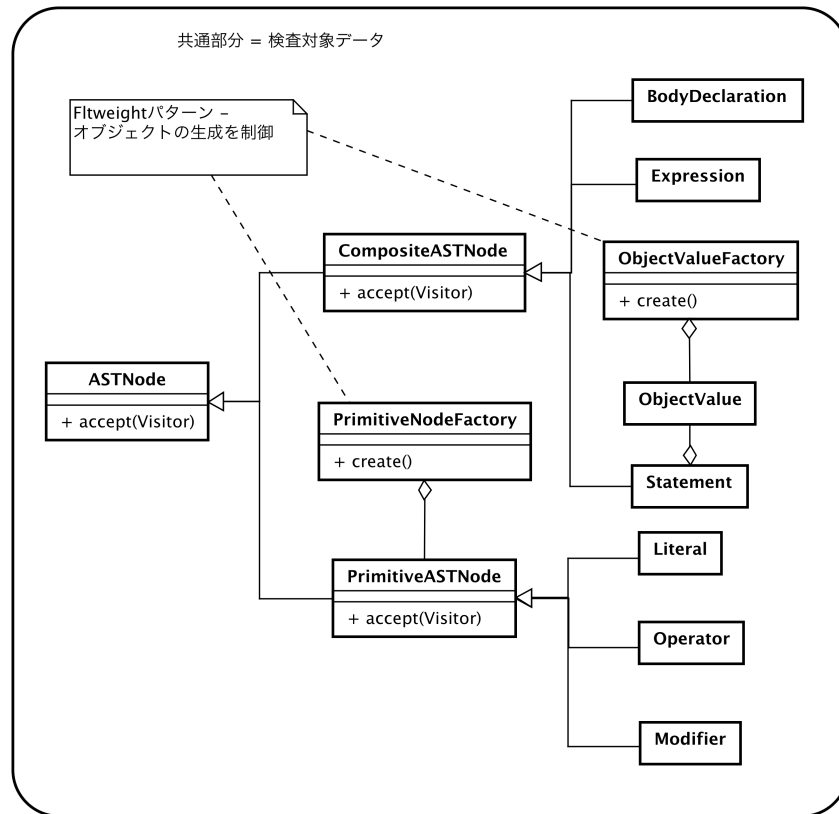 共通部分 = 検査対象データ
Fltweightパターン –
オブジェクトの生成を制御
BodyDeclaration
Expression
CompositeASTNode
+ accept(Visitor)
ObjectValueFactory
+ create()
ASTNode
+ accept(Visitor)
ObjectValue
PrimitiveNodeFactory
+ create()
Statement
Literal
PrimitiveASTNode
+ accept(Visitor)
Operator
Modifier